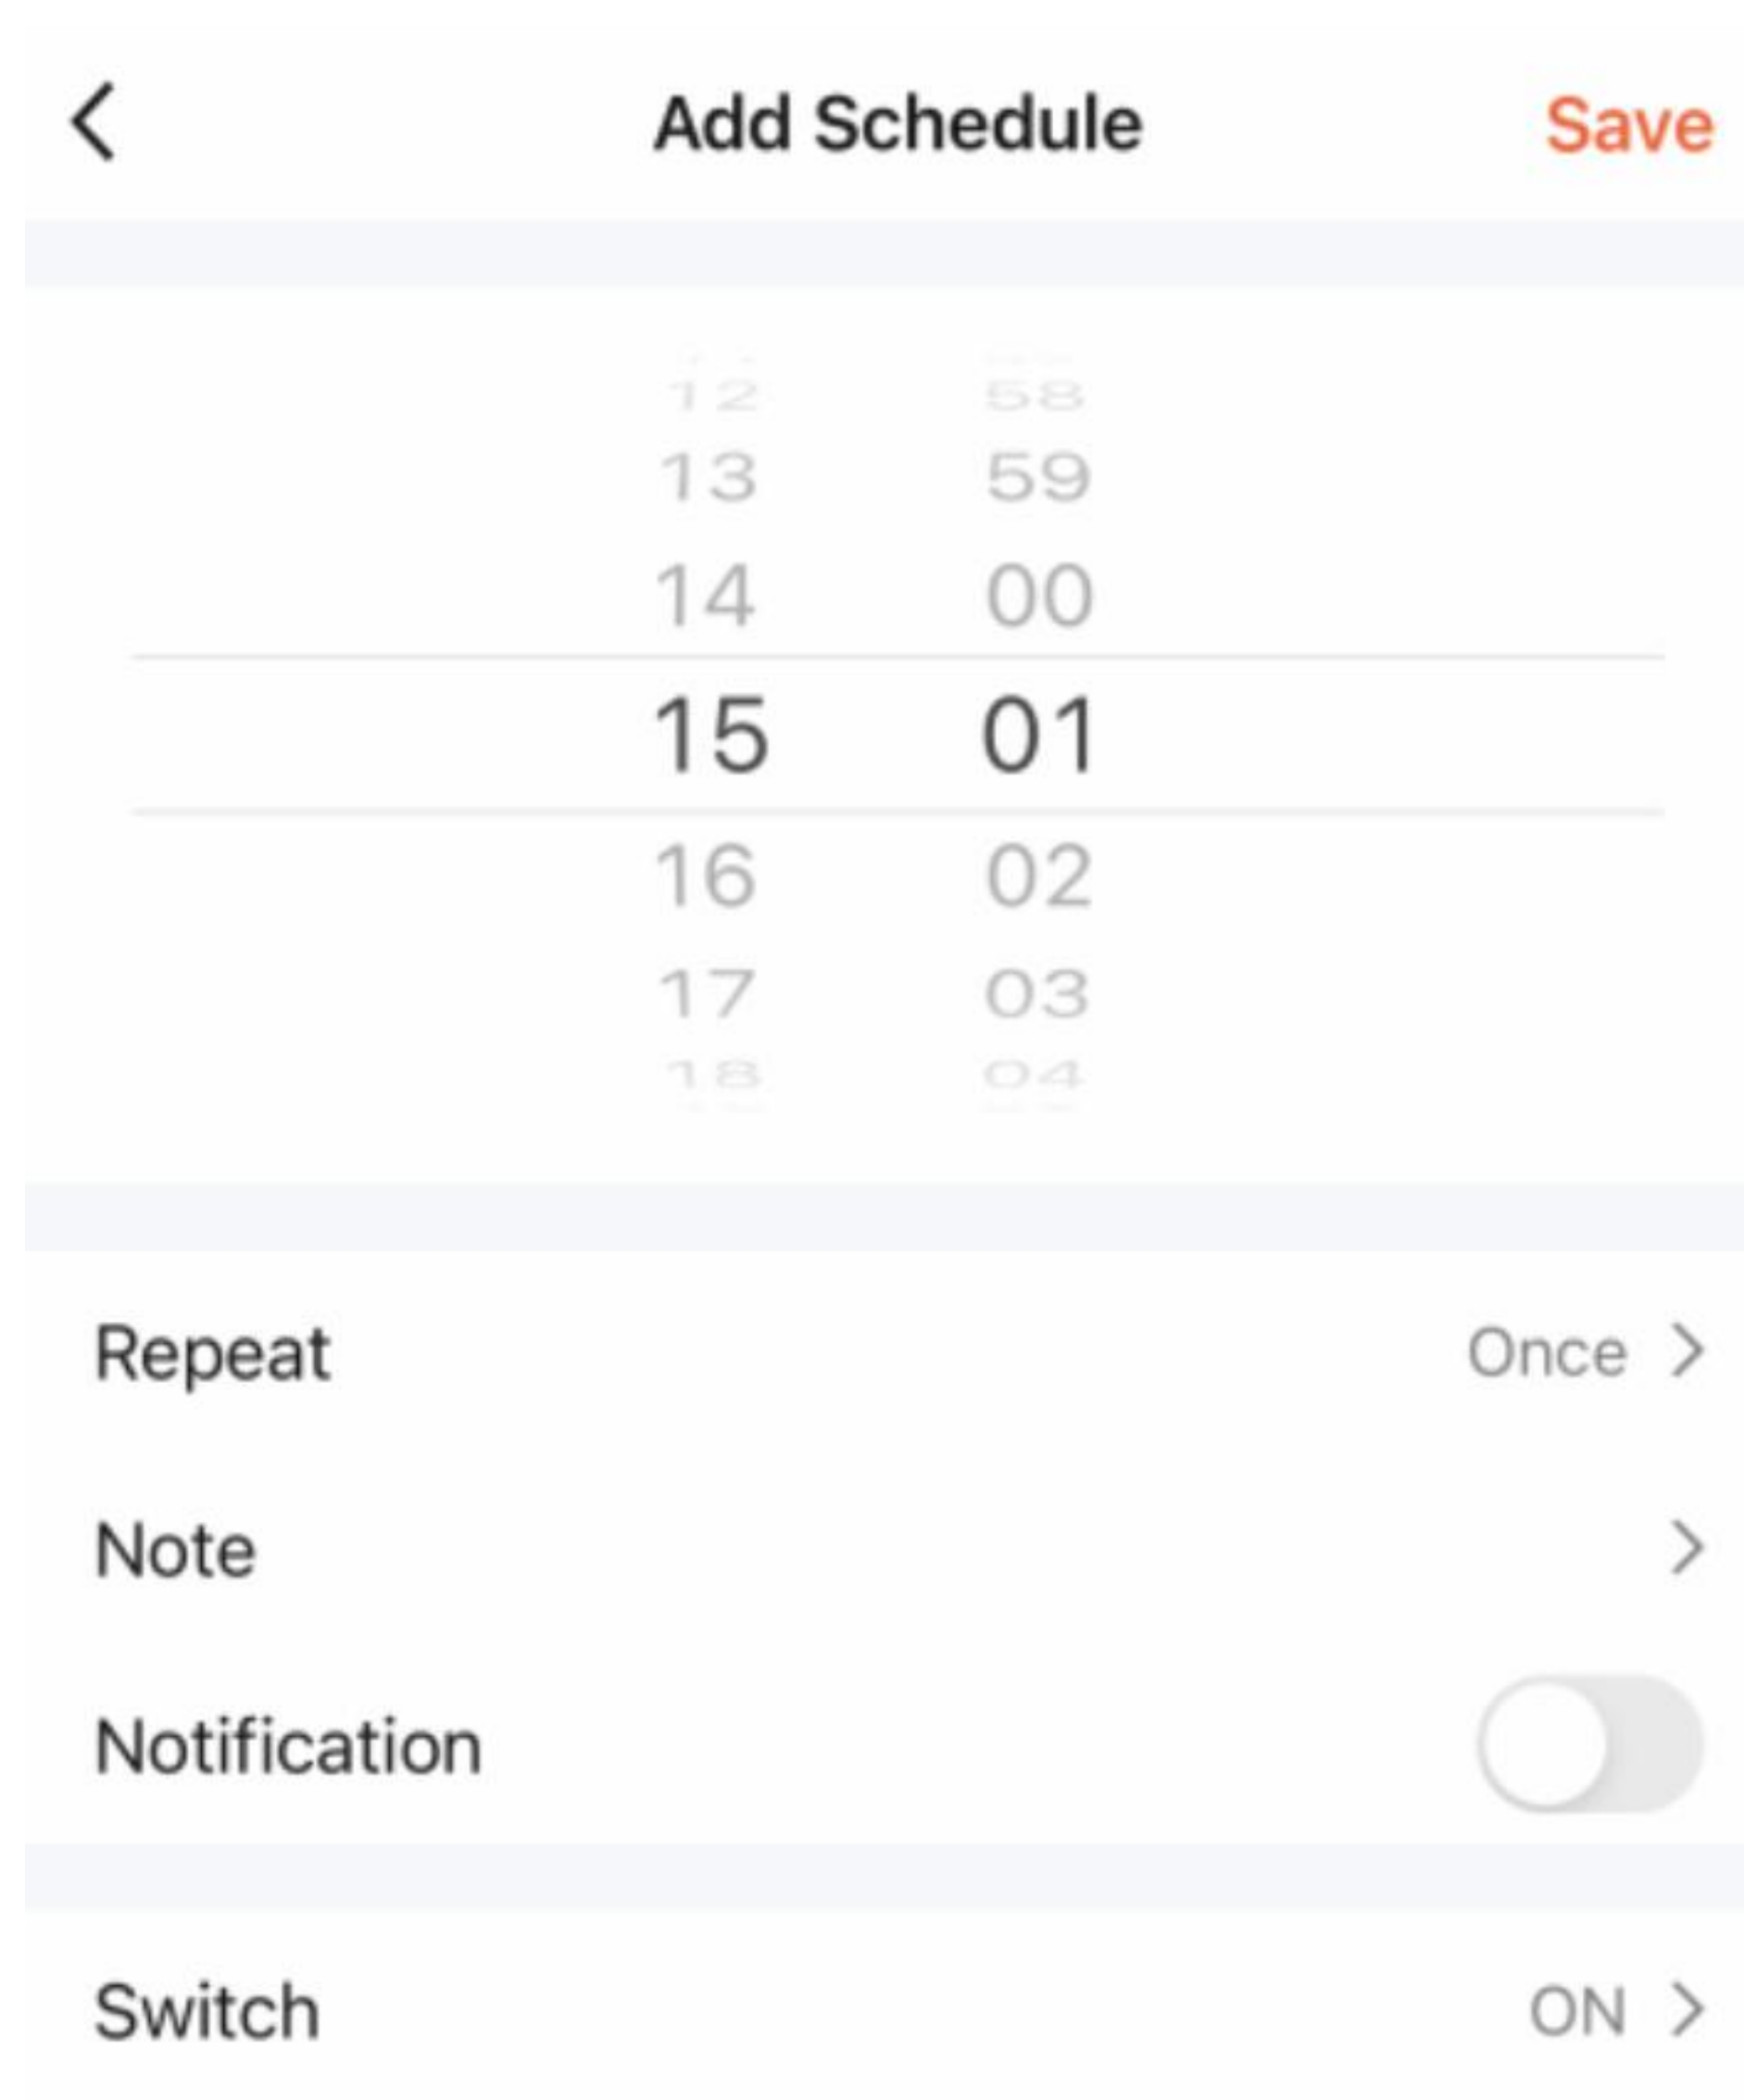 Add Schedule Save
12 58
13 59
14 00
15 01
16 02
17 03
18 04
Repeat Once
Note
Notification
Switch ON